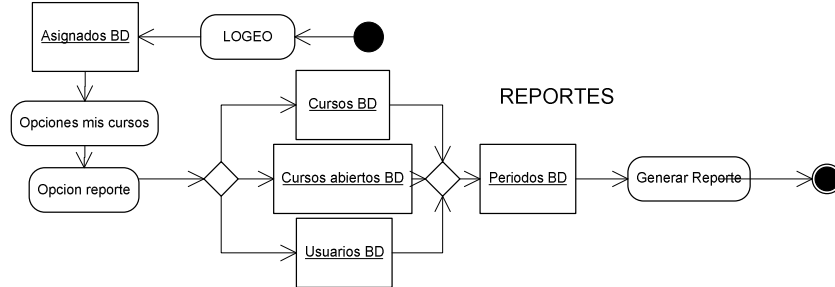 Asignados BD
LOGEO
Opciones mis cursos
Opcion reporte
Cursos BD
REPORTES
Cursos abiertos BD
Periodos BD
Generar Reporte
Usuarios BD